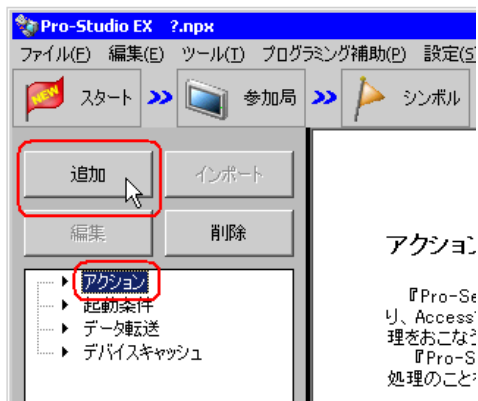 Pro-Studio EX ?.npx
ファイル(F) 編集(E) ツール(T) プログラミング補助(P) 設定(S
NEW スタート 参加局 シンボル
追加 インポート
編集 削除
アクション
起動条件
データ転送
デバイスキャッシュ
アクション
『Pro-Se
り、Access
理をおこなう
『Pro-S
処理のことを